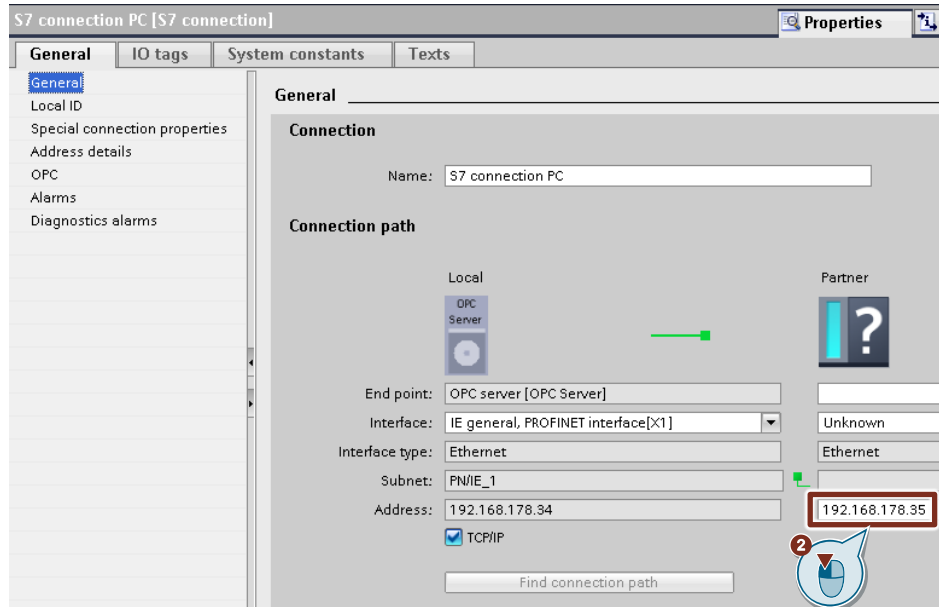 S7 connection PC [S7 connection]
Properties
General
IO tags
System constants
Texts
General
Local ID
Special connection properties
Address details
OPC
Alarms
Diagnostics alarms
General
Connection
Name: S7 connection PC
Connection path
Local Partner
OPC
Server
?
End point: OPC server [OPC Server]
Interface: IE general, PROFINET interface[X1] Unknown
Interface type: Ethernet Ethernet
Subnet: PN/IE_1
Address: 192.168.178.34 192.168.178.35
TCP/IP
2
Find connection path